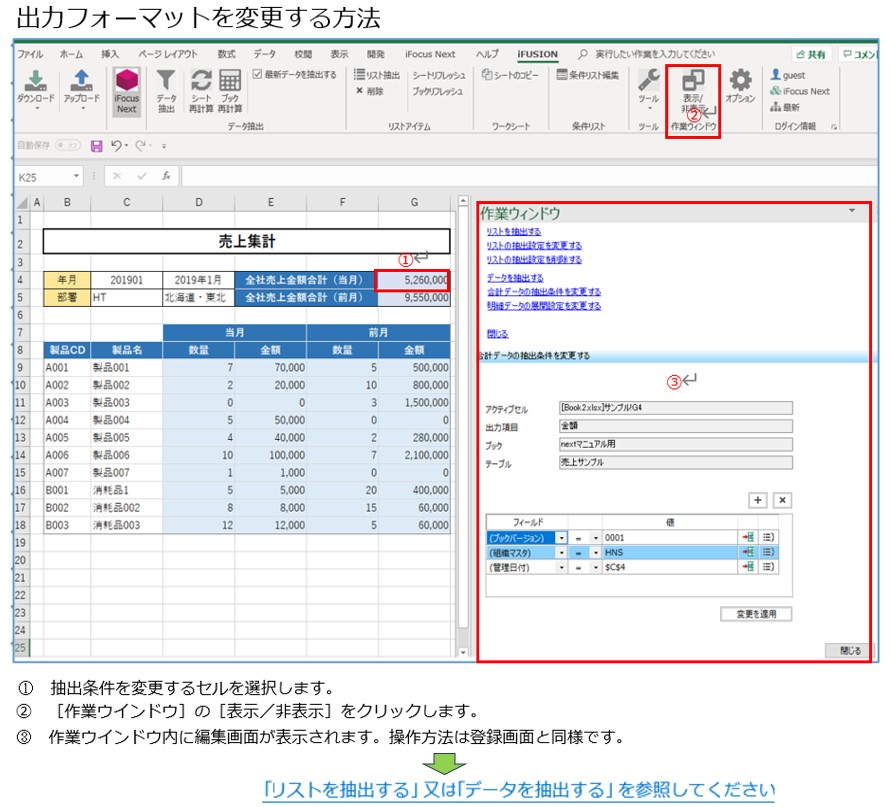 出力フォーマットを変更する方法
ファイル ホーム 挿入 ページ レイアウト 数式 データ 校閲 表示 開発 iFocus Next ヘルプ iFUSION 実行したい作業を入力してください 共有 コメン
ダウンロード アップロード iFocus Next データ抽出 シート再計算 ブック再計算 最新データを抽出する リスト抽出 削除 シートリフレッシュ ブックリフレッシュ シートのコピー 条件リスト編集 ツール 表示/非表示 ② オプション guest iFocus Next 最新
データ抽出 リストアイテム ワークシート 条件リスト ツール 作業ウィンドウ ログイン情報
自動保存
K25 fx
A B C D E F G
1
2 売上集計
3 ①
4 年月 201901 2019年1月 全社売上金額合計（当月） 5,260,000
5 部署 HT 北海道・東北 全社売上金額合計（前月） 9,550,000
6
7 当月 前月
8 製品CD 製品名 数量 金額 数量 金額
9 A001 製品001 7 70,000 5 500,000
10 A002 製品002 2 20,000 10 800,000
11 A003 製品003 0 0 3 1,500,000
12 A004 製品004 5 50,000 0 0
13 A005 製品005 4 40,000 2 280,000
14 A006 製品006 10 100,000 7 2,100,000
15 A007 製品007 1 1,000 0 0
16 B001 消耗品1 5 5,000 20 400,000
17 B002 消耗品002 8 8,000 15 60,000
18 B003 消耗品003 12 12,000 5 60,000
19
20
21
22
23
24
25
作業ウィンドウ
リストを抽出する
リストの抽出設定を変更する
リストの抽出設定を削除する
データを抽出する
合計データの抽出条件を変更する
明細データの展開設定を変更する
閉じる
合計データの抽出条件を変更する
③
アクティブセル [Book2.xlsx]サンプル!G4
出力項目 金額
ブック nextマニュアル用
テーブル 売上サンプル
フィールド 値
(ブックバージョン) = 0001
(組織マスタ) = HNS
(管理日付) = $C$4
変更を適用
閉じる
① 抽出条件を変更するセルを選択します。
② ［作業ウインドウ］の［表示／非表示］をクリックします。
③ 作業ウインドウ内に編集画面が表示されます。操作方法は登録画面と同様です。
「リストを抽出する」又は「データを抽出する」を参照してください